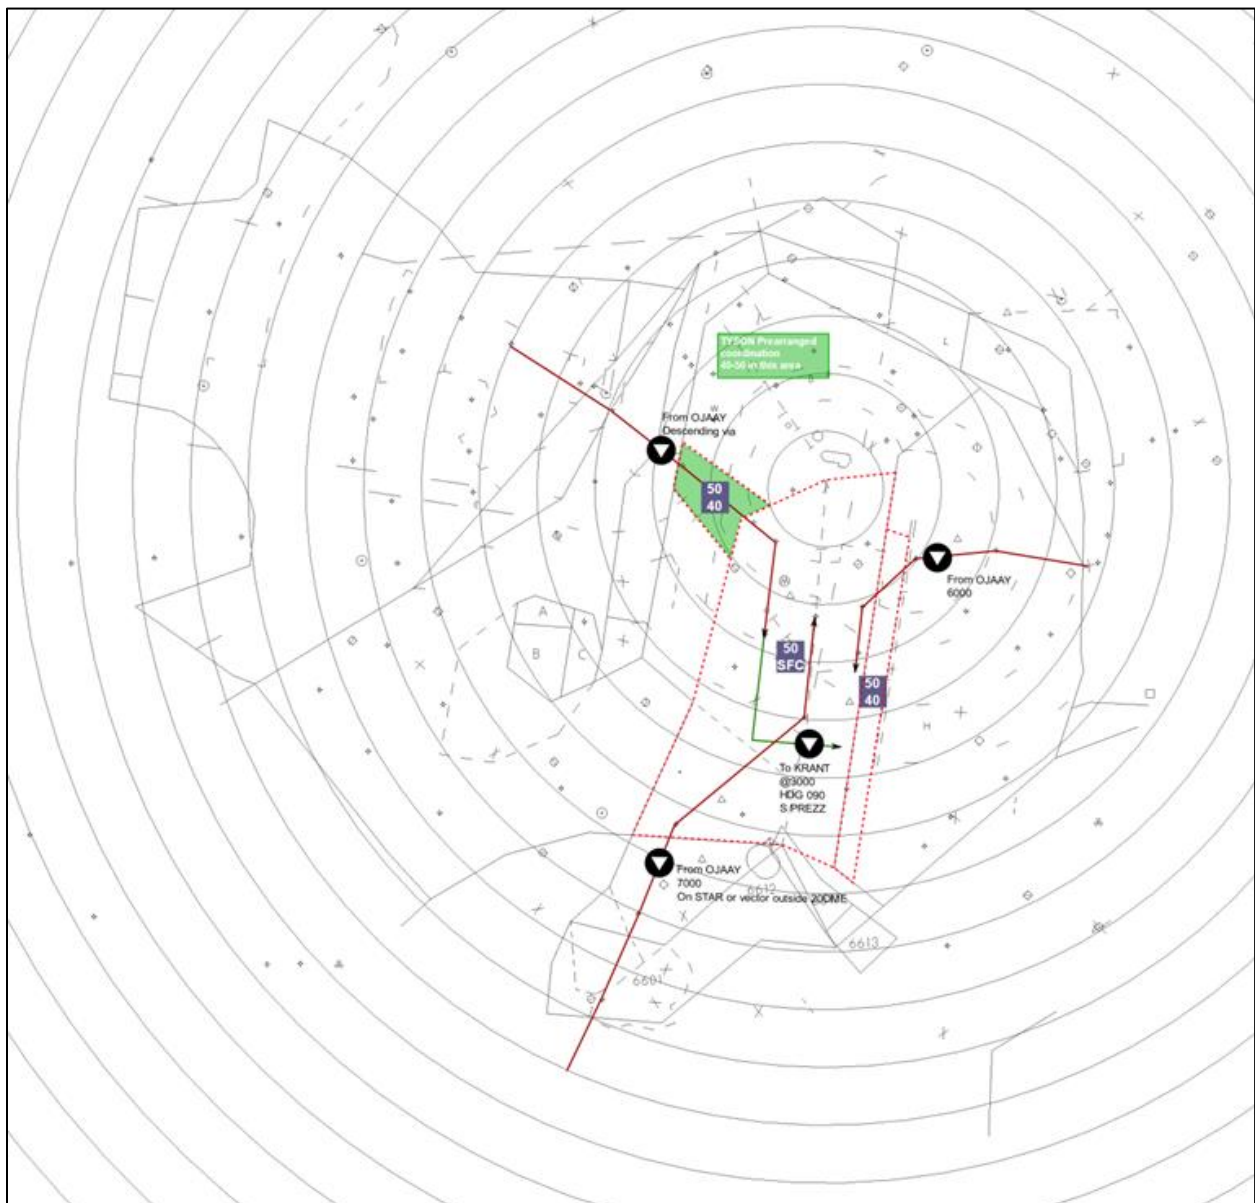 TYSON Prearranged
coordination
40-50 in this area
W
L
From OJAAY
Descending via
50
40
From OJAAY
6000
A
B
C
50
SFC
50
40
H
To KRANT
@3000
HDG 090
S PREZZ
From OJAAY
7000
On STAR or vector outside 20DME
6612
6613
6601